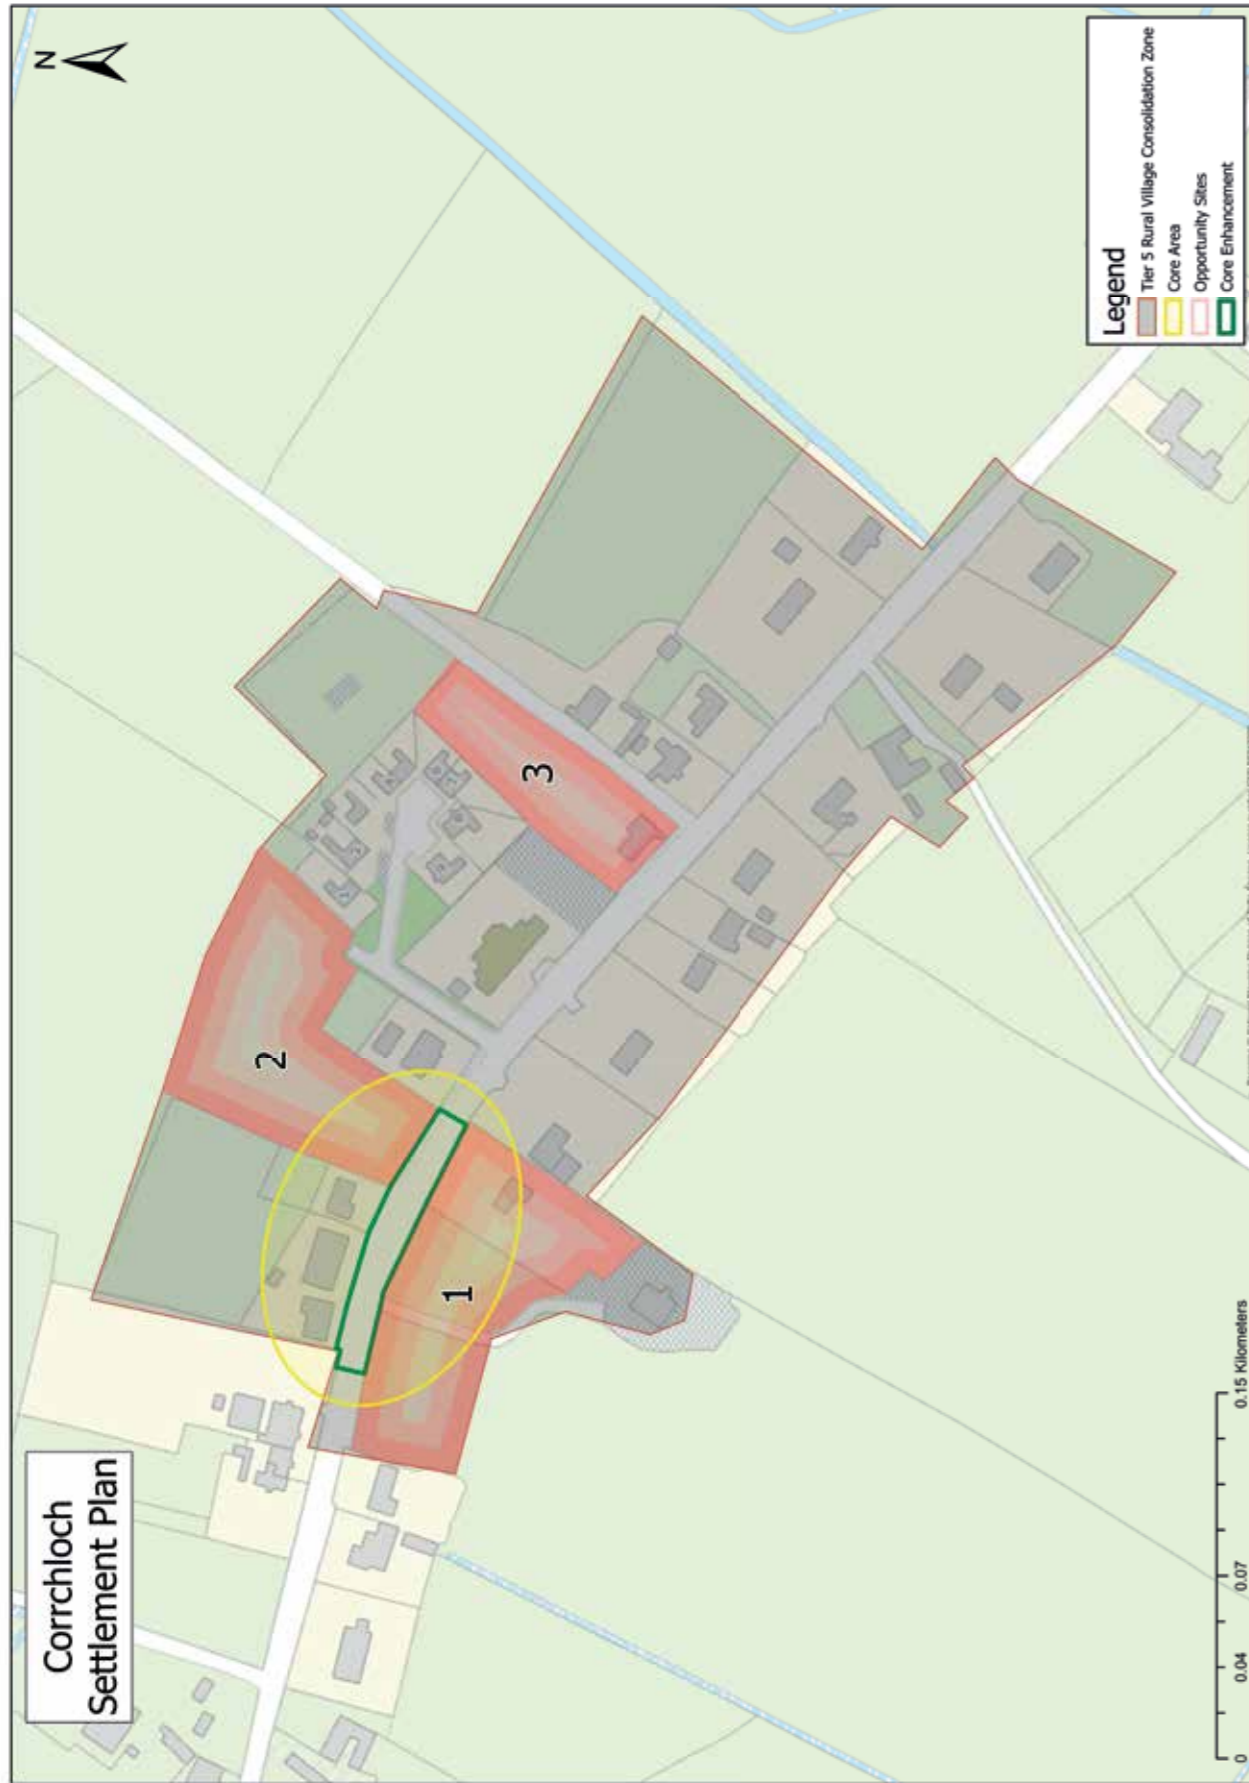 Corrchloch
Settlement Plan
N
2
3
1
Legend
Tier 5 Rural Village Consolidation Zone
Core Area
Opportunity Sites
Core Enhancement
0 0.04 0.07 0.15 Kilometers